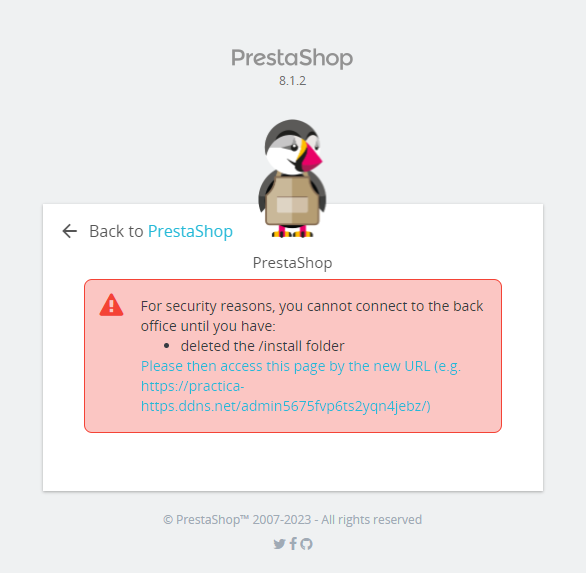 PrestaShop
8.1.2
Back to PrestaShop
PrestaShop
For security reasons, you cannot connect to the back
office until you have:
• deleted the /install folder
Please then access this page by the new URL (e.g.
https://practica-
https.ddns.net/admin5675fvp6ts2yqn4jebz/)
© PrestaShop™ 2007-2023 - All rights reserved